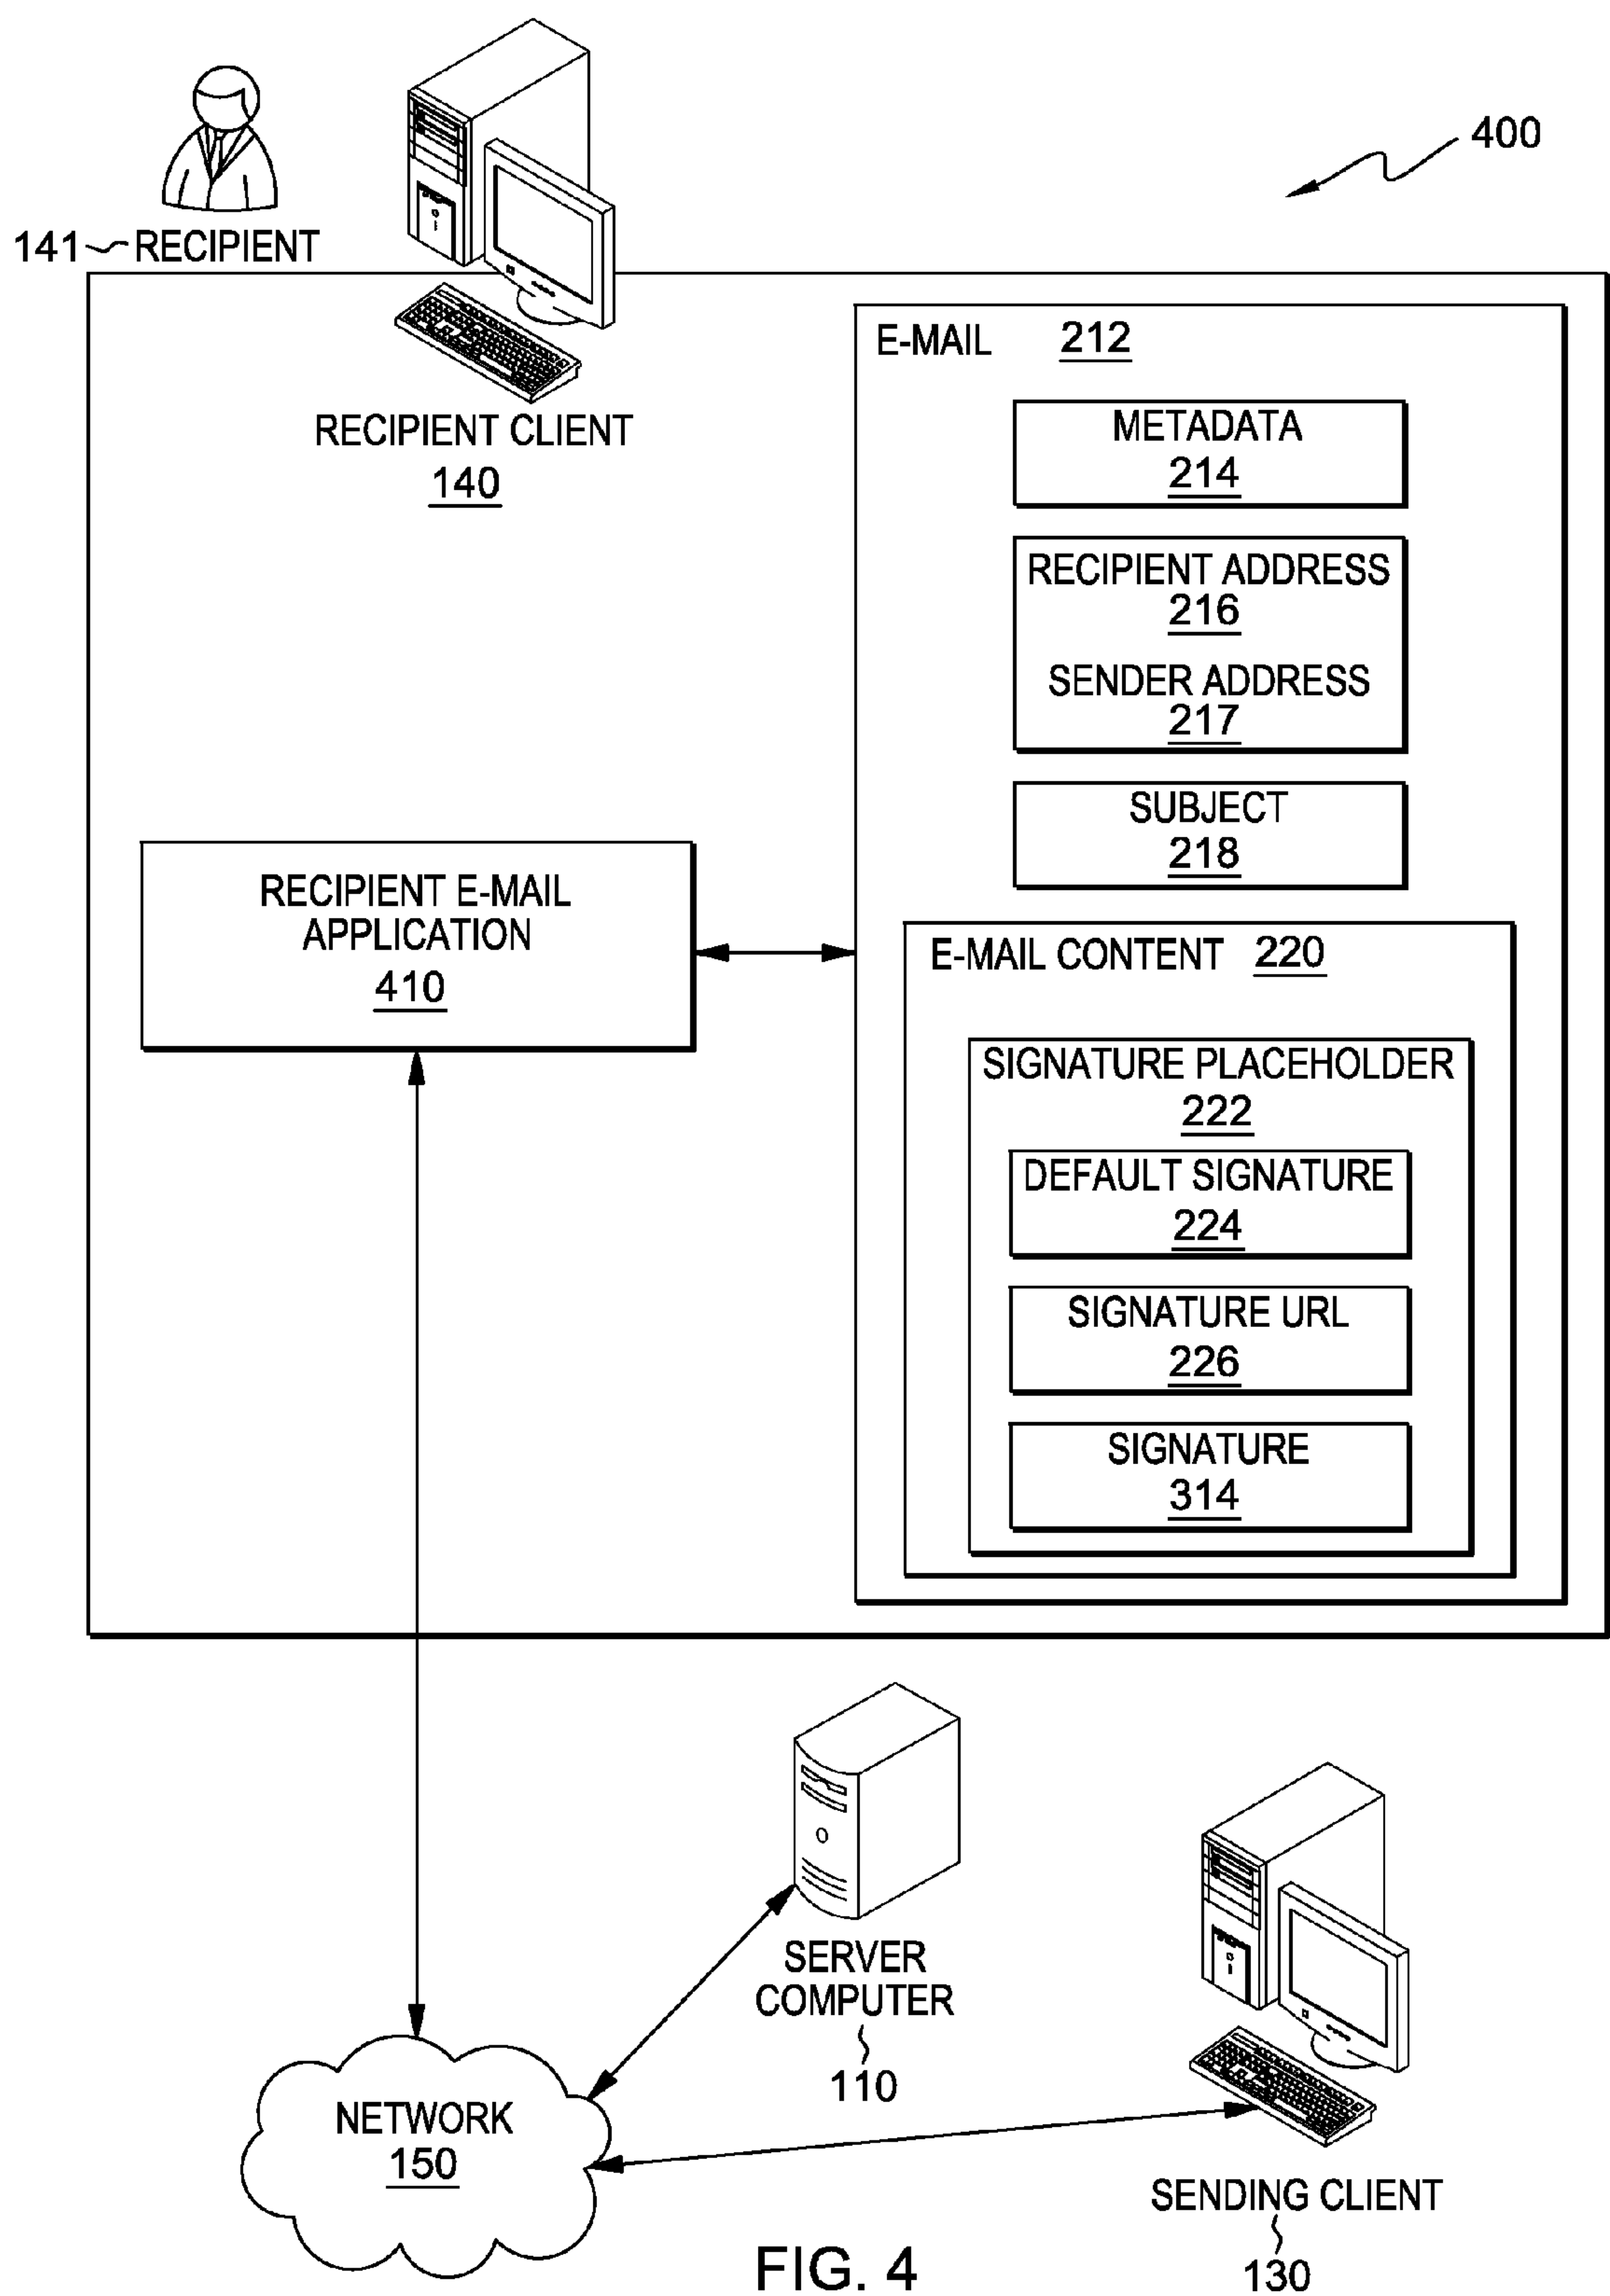 400
141 RECIPIENT
RECIPIENT CLIENT
140
E-MAIL 212
METADATA
214
RECIPIENT ADDRESS
216
SENDER ADDRESS
217
SUBJECT
218
RECIPIENT E-MAIL
APPLICATION
410
E-MAIL CONTENT 220
SIGNATURE PLACEHOLDER
222
DEFAULT SIGNATURE
224
SIGNATURE URL
226
SIGNATURE
314
SERVER
COMPUTER
110
NETWORK
150
SENDING CLIENT
130
FIG. 4